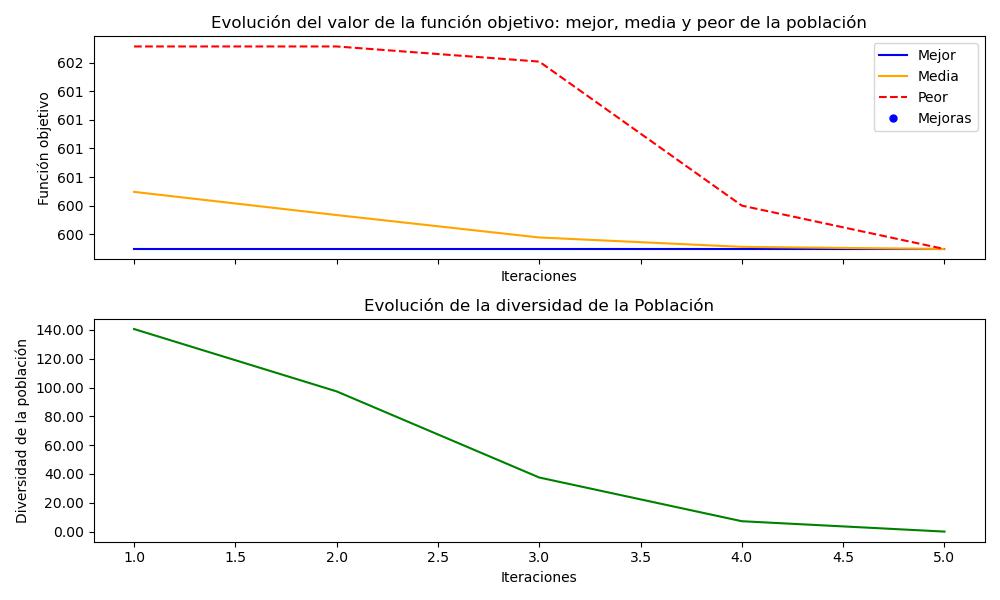 Evolución del valor de la función objetivo: mejor, media y peor de la población
602
601
601
601
601
600
600
Función objetivo
Mejor
Media
Peor
Mejoras
Iteraciones
Evolución de la diversidad de la Población
140.00
120.00
100.00
80.00
60.00
40.00
20.00
0.00
Diversidad de la población
1.0 1.5 2.0 2.5 3.0 3.5 4.0 4.5 5.0
Iteraciones